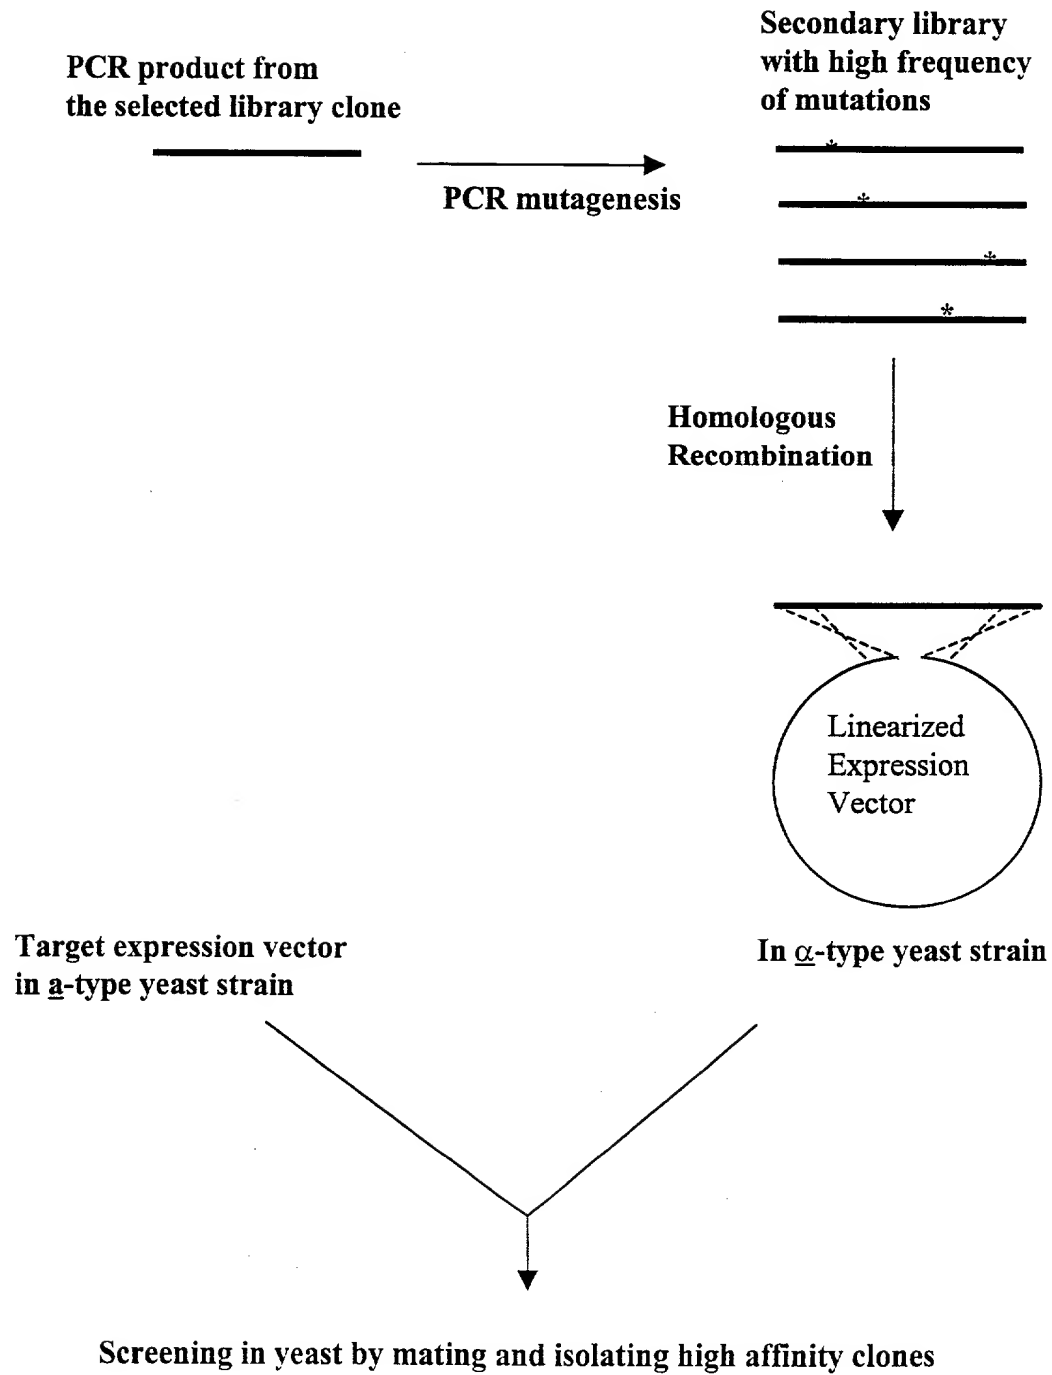 PCR product from
the selected library clone
PCR mutagenesis
Secondary library
with high frequency
of mutations
*
*
*
*
Homologous
Recombination
Linearized
Expression
Vector
Target expression vector
in a-type yeast strain
In α-type yeast strain
Screening in yeast by mating and isolating high affinity clones